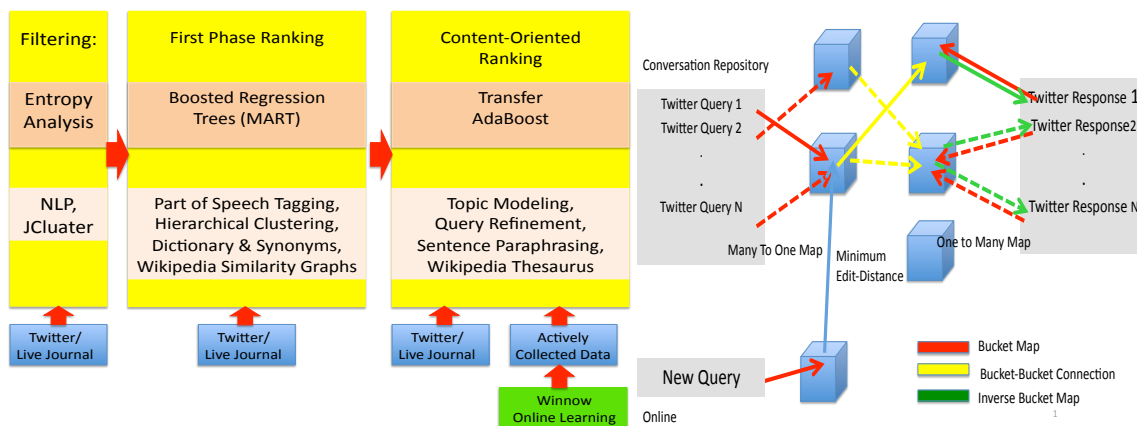 Filtering:
Entropy
Analysis
NLP,
JCluater
Twitter/
Live Journal
First Phase Ranking
Boosted Regression
Trees (MART)
Part of Speech Tagging,
Hierarchical Clustering,
Dictionary & Synonyms,
Wikipedia Similarity Graphs
Twitter/
Live Journal
Content-Oriented
Ranking
Transfer
AdaBoost
Topic Modeling,
Query Refinement,
Sentence Paraphrasing,
Wikipedia Thesaurus
Twitter/
Live Journal
Actively
Collected Data
Winnow
Online Learning
Conversation Repository
Twitter Query 1
Twitter Query 2
.
.
Twitter Query N
Many To One Map
Minimum
Edit-Distance
New Query
Online
Twitter Response 1
Twitter Response2
.
.
Twitter Response N
One to Many Map
Bucket Map
Bucket-Bucket Connection
Inverse Bucket Map
1